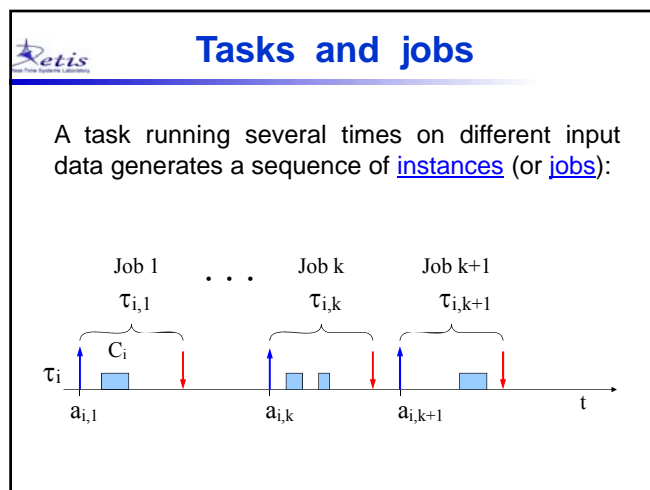 Retis
Real-Time Systems Laboratory
Tasks and jobs
A task running several times on different input
data generates a sequence of instances (or jobs):
Job 1 . . . Job k Job k+1
τi,1 τi,k τi,k+1
Ci
τi
ai,1 ai,k ai,k+1 t